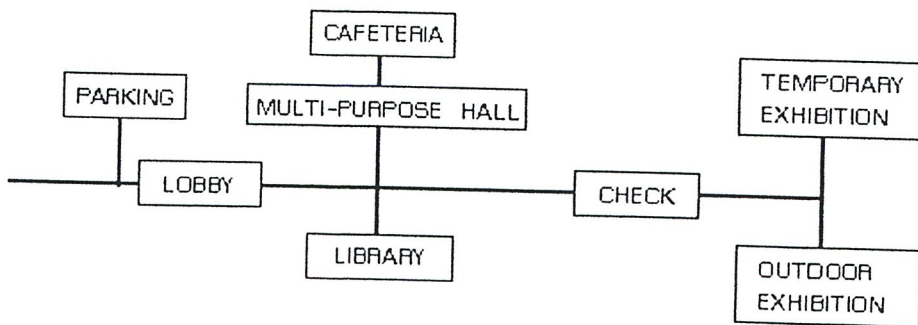 CAFETERIA
PARKING
MULTI-PURPOSE HALL
TEMPORARY
EXHIBITION
LOBBY
CHECK
LIBRARY
OUTDOOR
EXHIBITION